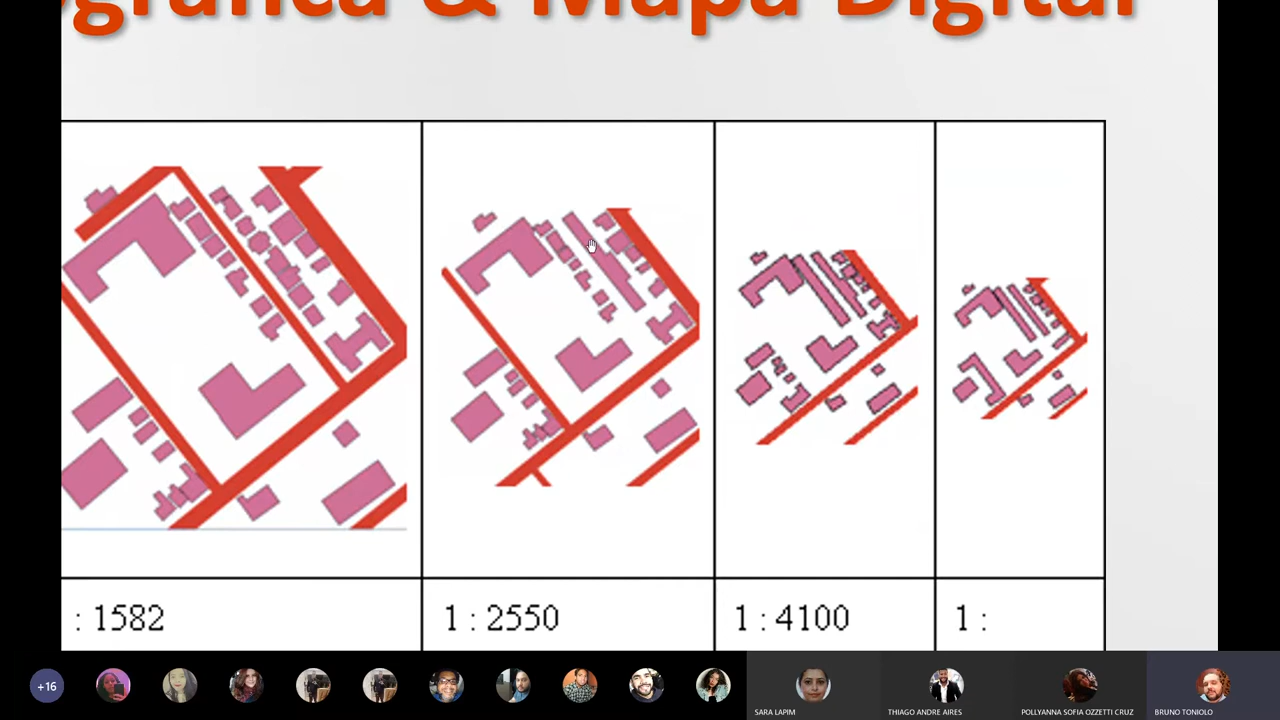 & Mapa Digital
: 1582
1 : 2550
1 : 4100
1 :
+16
SARA LAPIM
THIAGO ANDRE AIRES
POLLYANNA SOFIA OZZETTI CRUZ
BRUNO TONIOLO